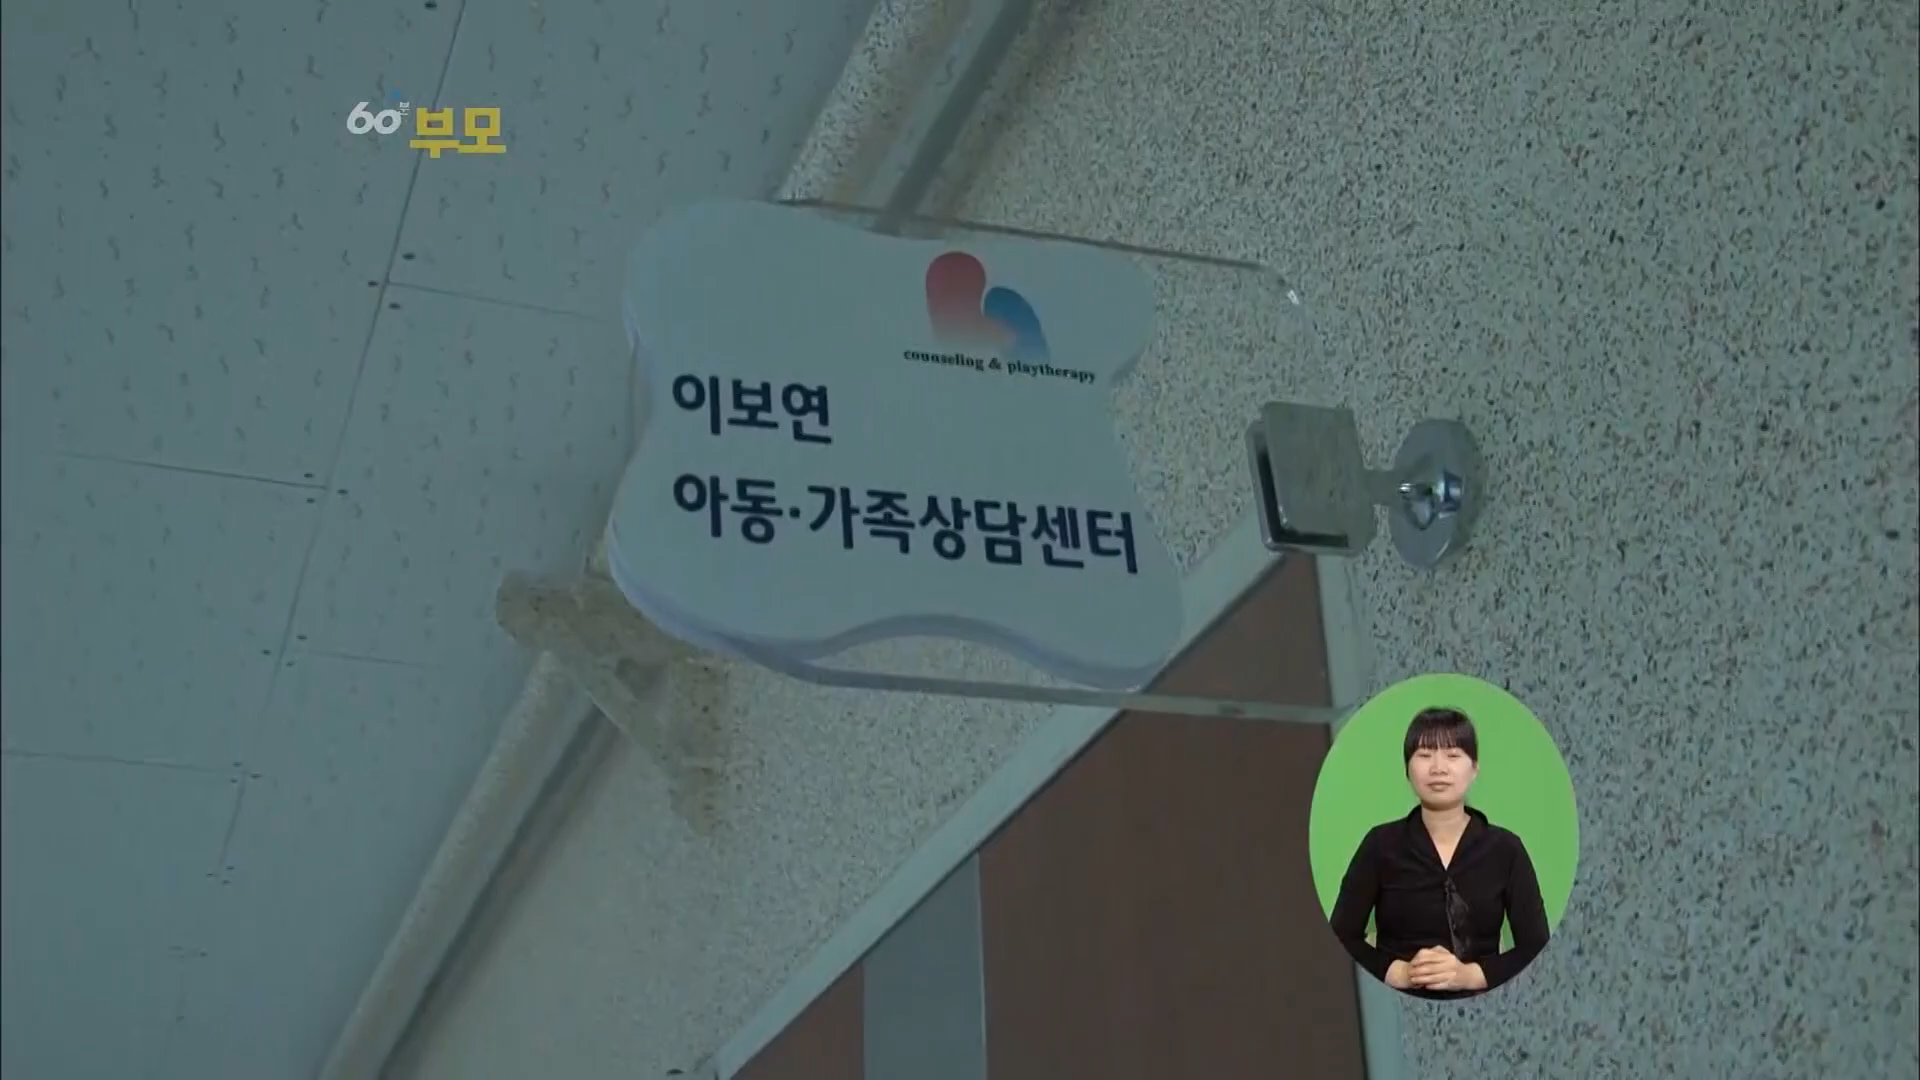 60분
부모
counseling & playtherapy
이보연
아동·가족상담센터